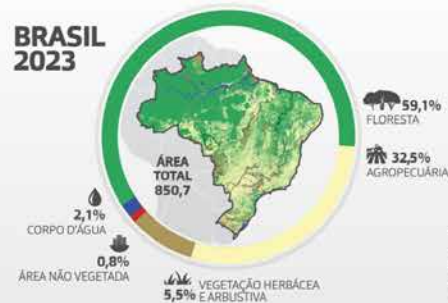 BRASIL
2023
ÁREA
TOTAL
850,7
59,1%
FLORESTA
32,5%
AGROPECUÁRIA
2,1%
CORPO D'ÁGUA
0,8%
ÁREA NÃO VEGETADA
5,5% VEGETAÇÃO HERBÁCEA
E ARBUSTIVA